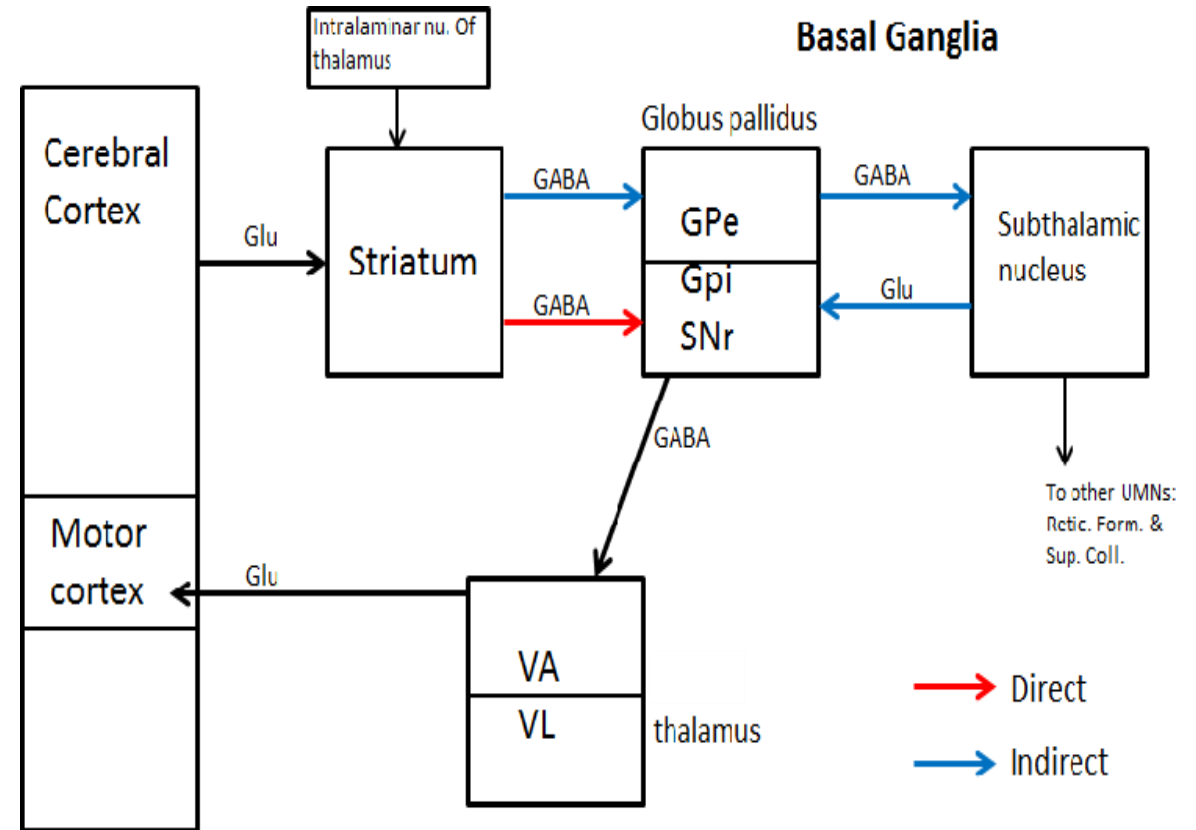 Intralaminar nu. Of
thalamus
Basal Ganglia
Globus pallidus
Cerebral
Cortex
Glu
Striatum
GABA
GABA
GPe
Gpi
SNr
GABA
Glu
Subthalamic
nucleus
GABA
To other UMNs:
Rctic. Form. &
Sup. Coll.
Motor
cortex
Glu
VA
VL
thalamus
Direct
Indirect